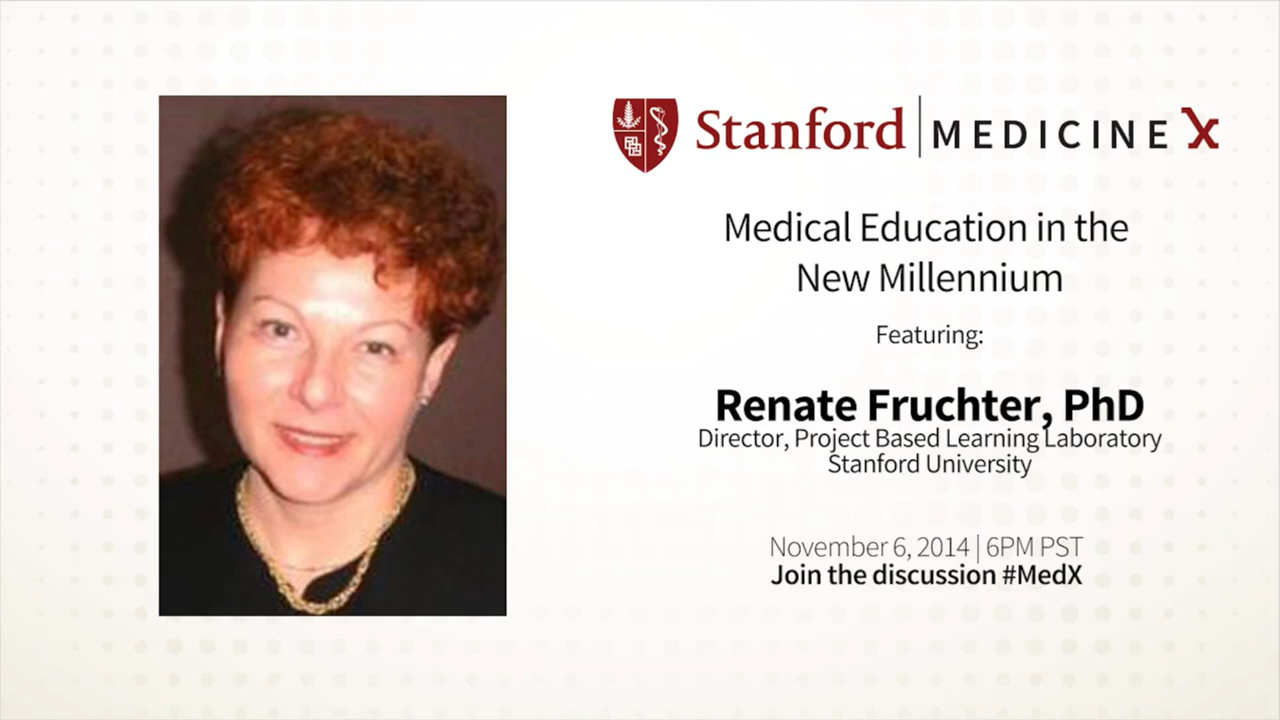 Stanford | MEDICINE X
Medical Education in the
New Millennium
Featuring:
Renate Fruchter, PhD
Director, Project Based Learning Laboratory
Stanford University
November 6, 2014 | 6PM PST
Join the discussion #MedX